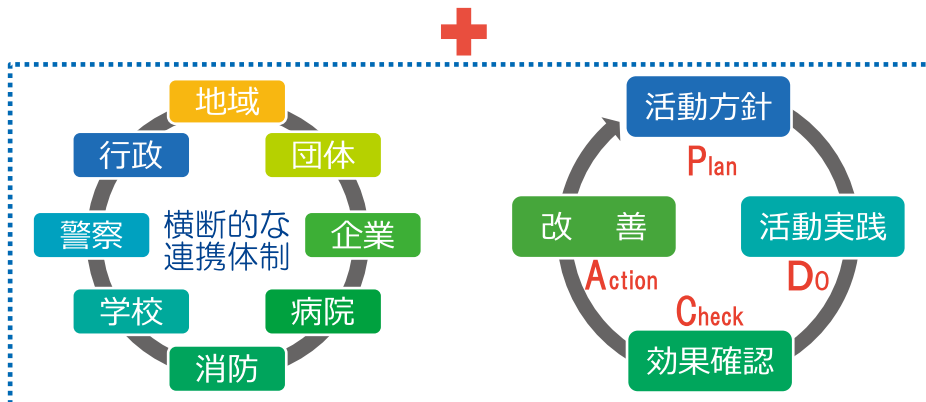 地域
団体
企業
病院
消防
学校
警察
行政
横断的な
連携体制
活動方針
Plan
活動実践
Do
効果確認
Check
改　善
Action